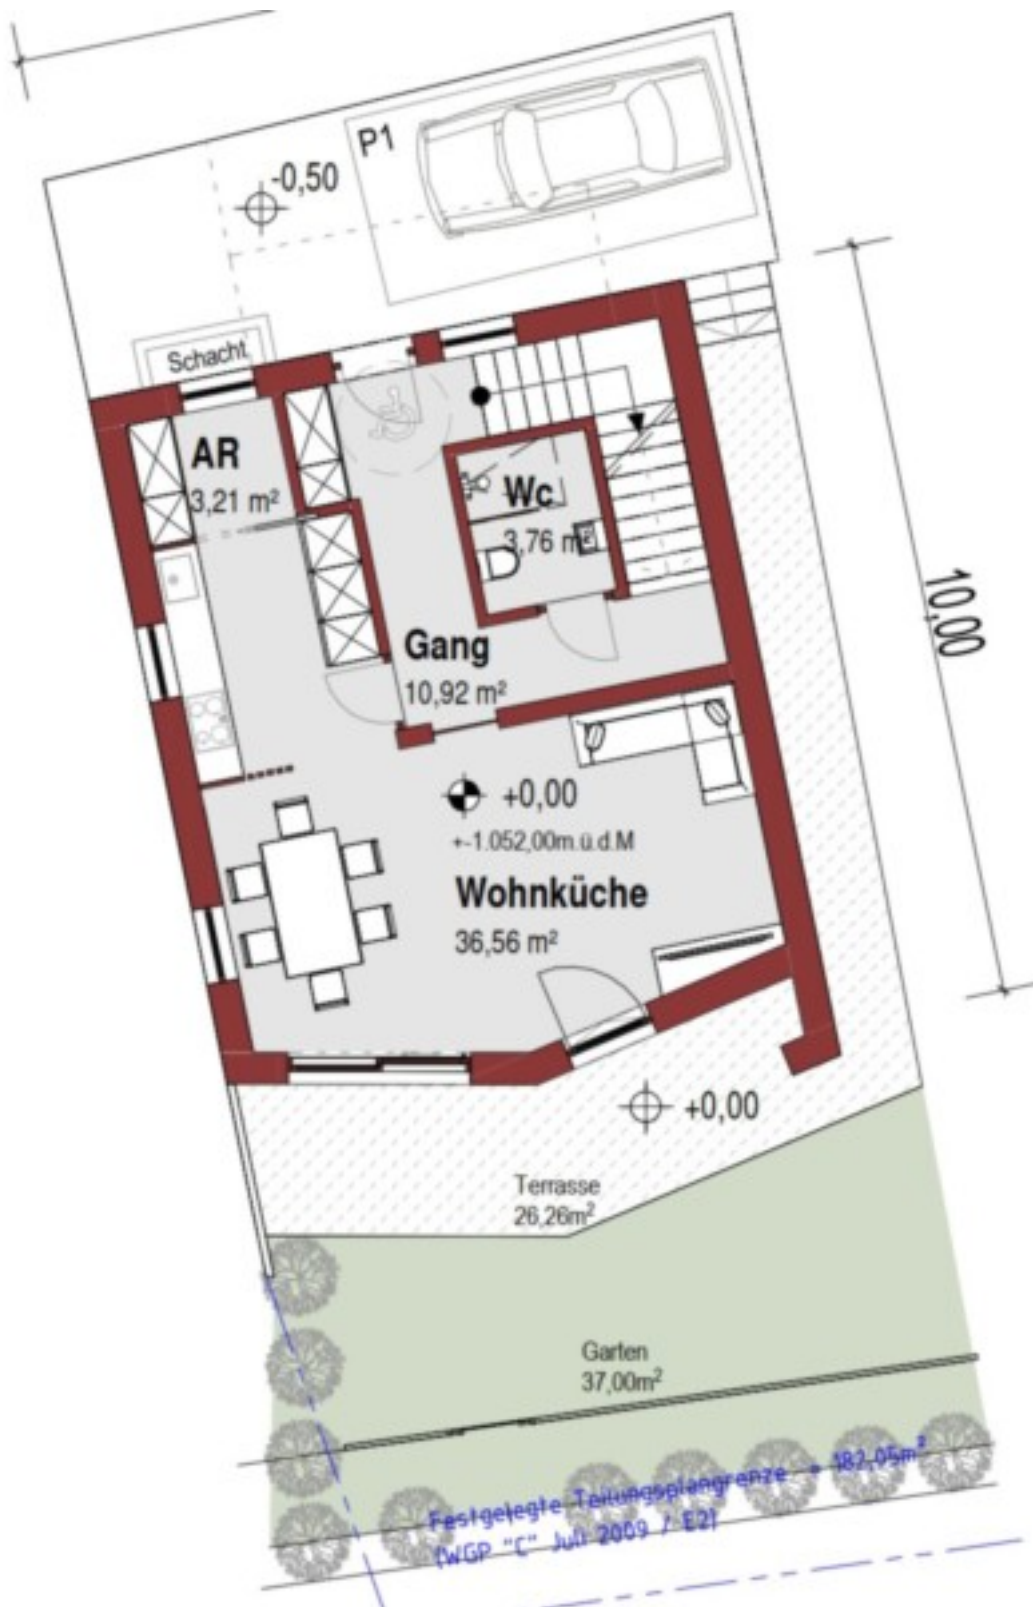 P1
-0,50
Schacht
AR
3,21 m²
Wc
3,76 m²
10,00
Gang
10,92 m²
+0,00
+-1.052,00m.ü.d.M
Wohnküche
36,56 m²
+0,00
Terrasse
26,26m²
Garten
37,00m²
Festgelegte Teilungsplangrenze = 182,05m²
(WGP "C" Juli 2009 / E2)